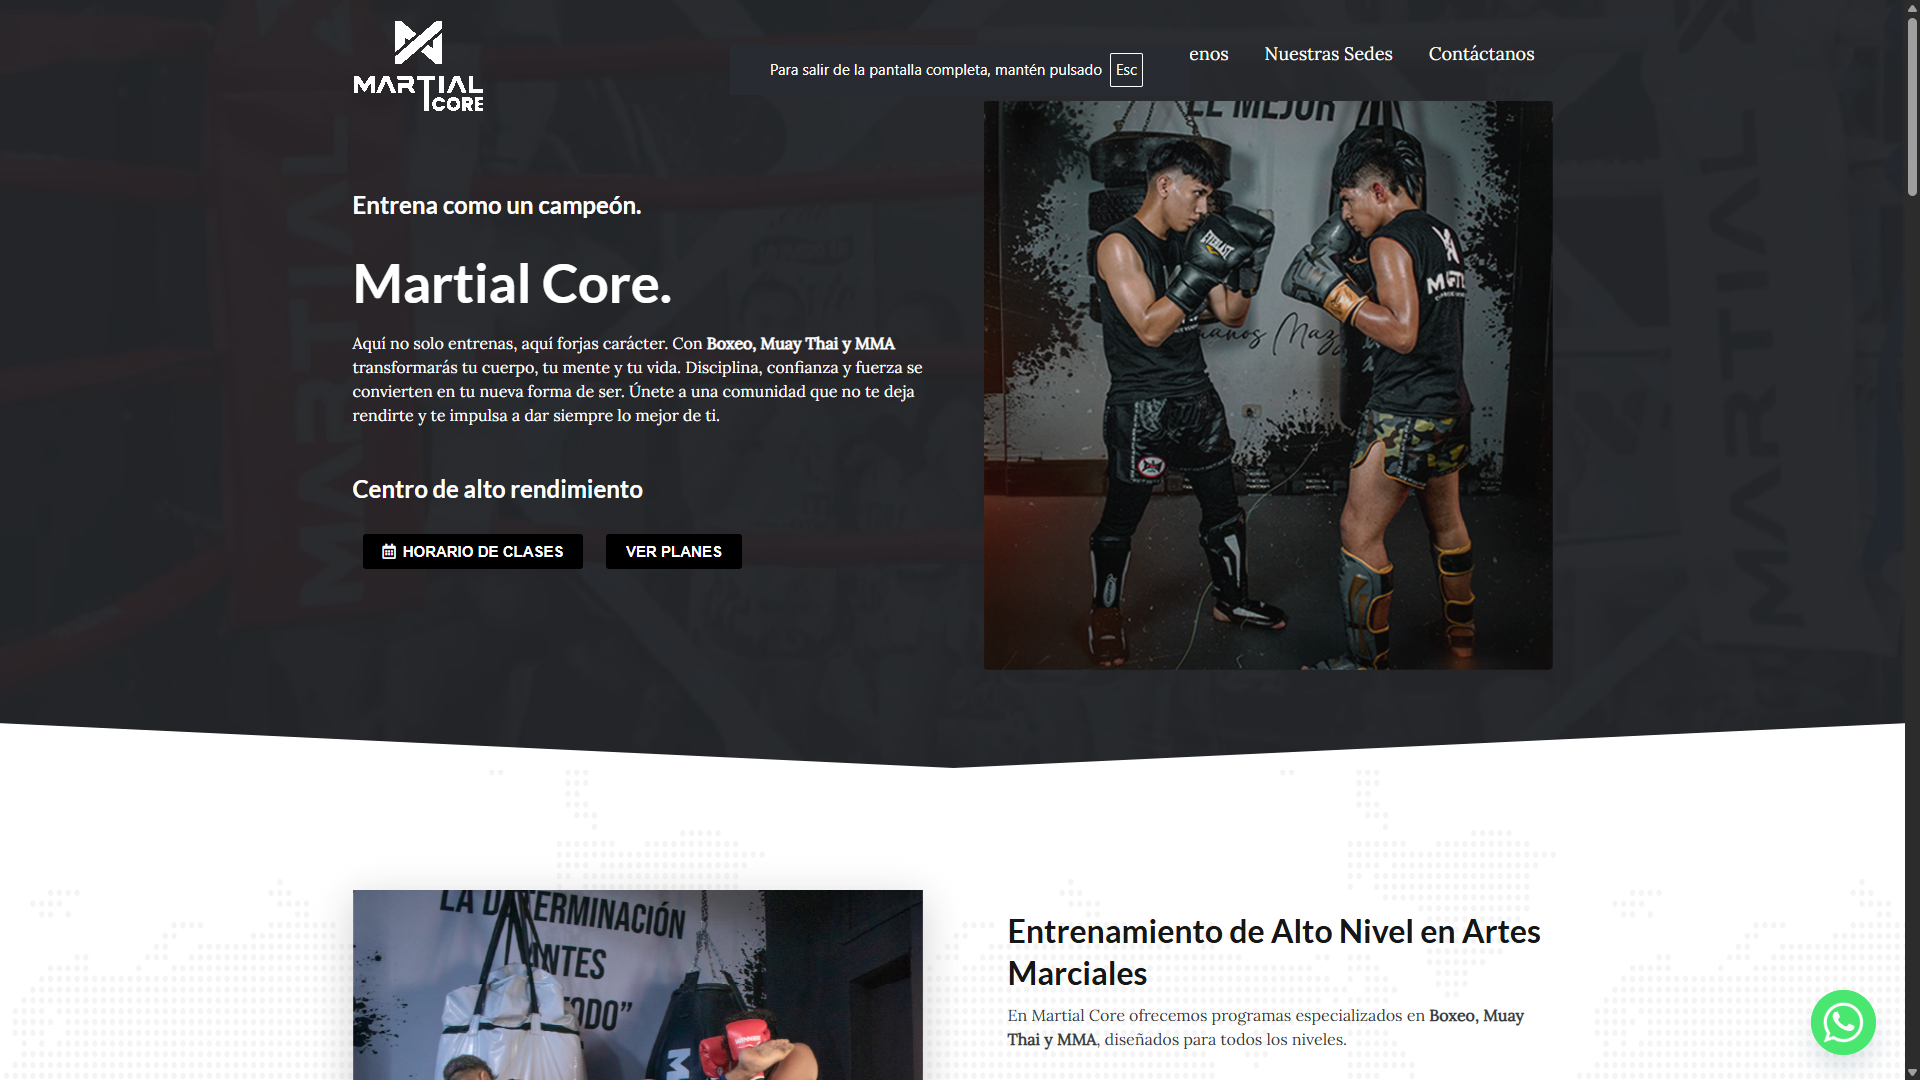 MARTIAL
CORE
Para salir de la pantalla completa, mantén pulsado Esc
enos
Nuestras Sedes
Contáctanos
Entrena como un campeón.
Martial Core.
Aquí no solo entrenas, aquí forjas carácter. Con Boxeo, Muay Thai y MMA
transformarás tu cuerpo, tu mente y tu vida. Disciplina, confianza y fuerza se
convierten en tu nueva forma de ser. Únete a una comunidad que no te deja
rendirte y te impulsa a dar siempre lo mejor de ti.
Centro de alto rendimiento
HORARIO DE CLASES
VER PLANES
EL MEJOR
EVERLAST
MARTIAL
MARTIAL
MARTIAL
LA DETERMINACIÓN
ANTES
TODO”
WINNING
Entrenamiento de Alto Nivel en Artes
Marciales
En Martial Core ofrecemos programas especializados en Boxeo, Muay
Thai y MMA, diseñados para todos los niveles.